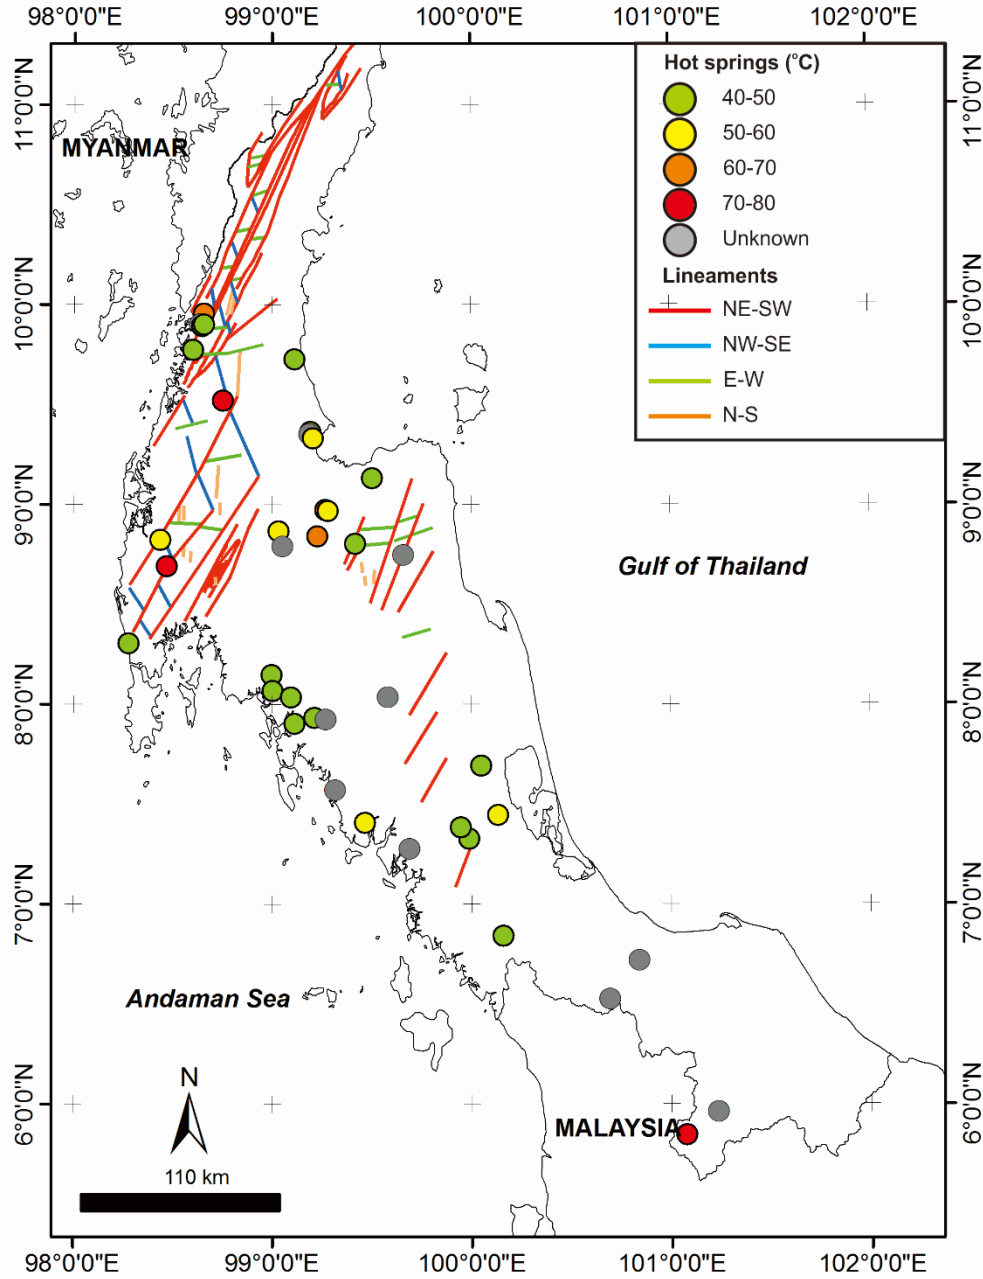 98°0'0"E 99°0'0"E 100°0'0"E 101°0'0"E 102°0'0"E
11°0'0"N
10°0'0"N
9°0'0"N
8°0'0"N
7°0'0"N
6°0'0"N
MYANMAR
Hot springs (°C)
40-50
50-60
60-70
70-80
Unknown
Lineaments
NE-SW
NW-SE
E-W
N-S
Gulf of Thailand
Andaman Sea
N
110 km
MALAYSIA
11°0'0"N
10°0'0"N
9°0'0"N
8°0'0"N
7°0'0"N
6°0'0"N
98°0'0"E 99°0'0"E 100°0'0"E 101°0'0"E 102°0'0"E